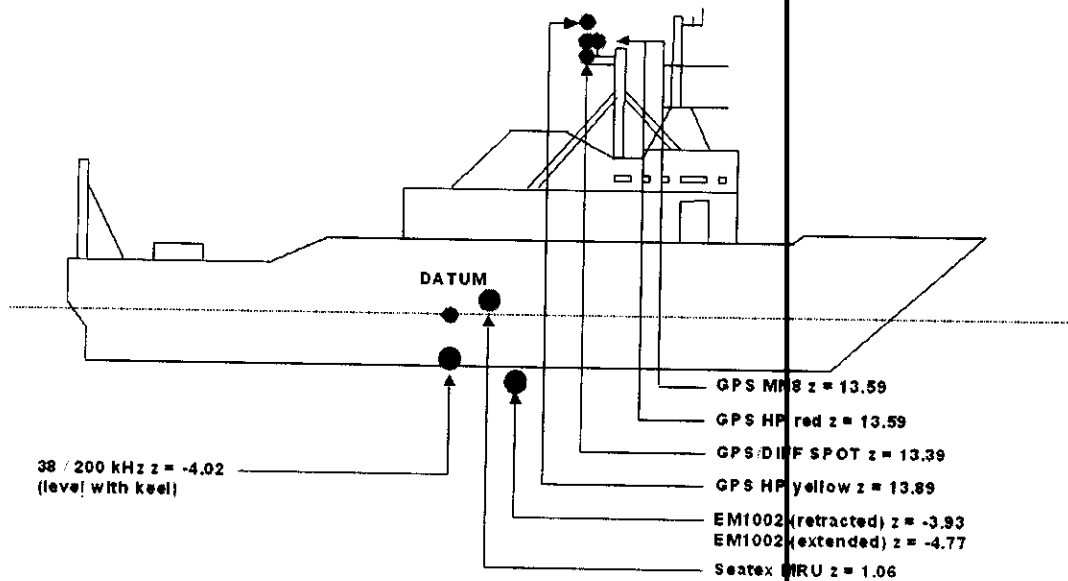 DATUM
GPS MN8 z = 13.59
GPS HP red z = 13.59
38 / 200 kHz z = -4.02
(level with keel)
GPS/DIFF SPOT z = 13.39
GPS HP yellow z = 13.89
EM1002 (retracted) z = -3.93
EM1002 (extended) z = -4.77
Seatex MRU z = 1.06